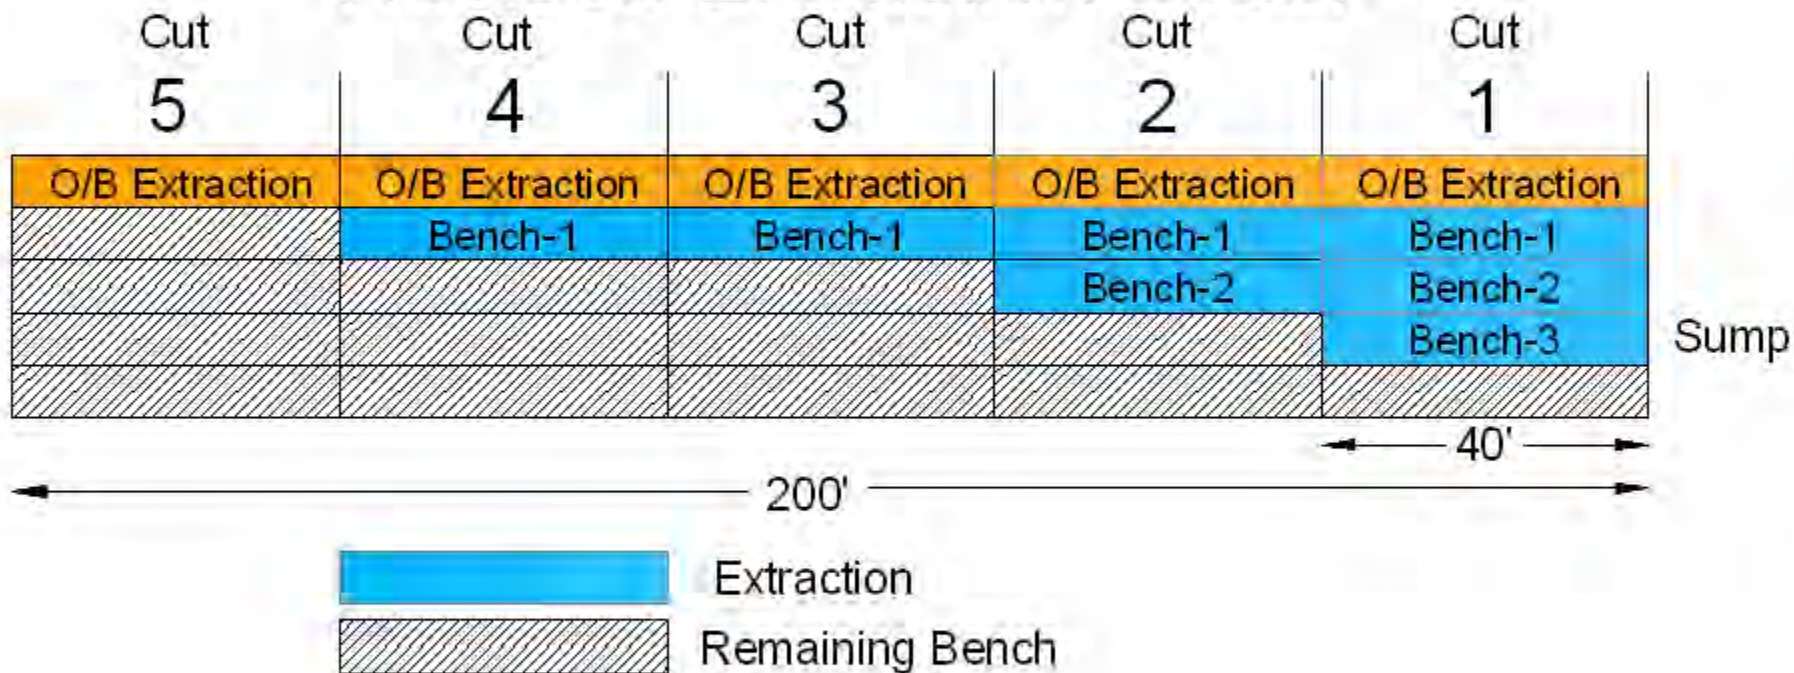 Cut Cut Cut Cut Cut
5 4 3 2 1
O/B Extraction O/B Extraction O/B Extraction O/B Extraction O/B Extraction
Bench-1 Bench-1 Bench-1 Bench-1
Bench-2 Bench-2
Bench-3 Sump
40'
200'
Extraction
Remaining Bench